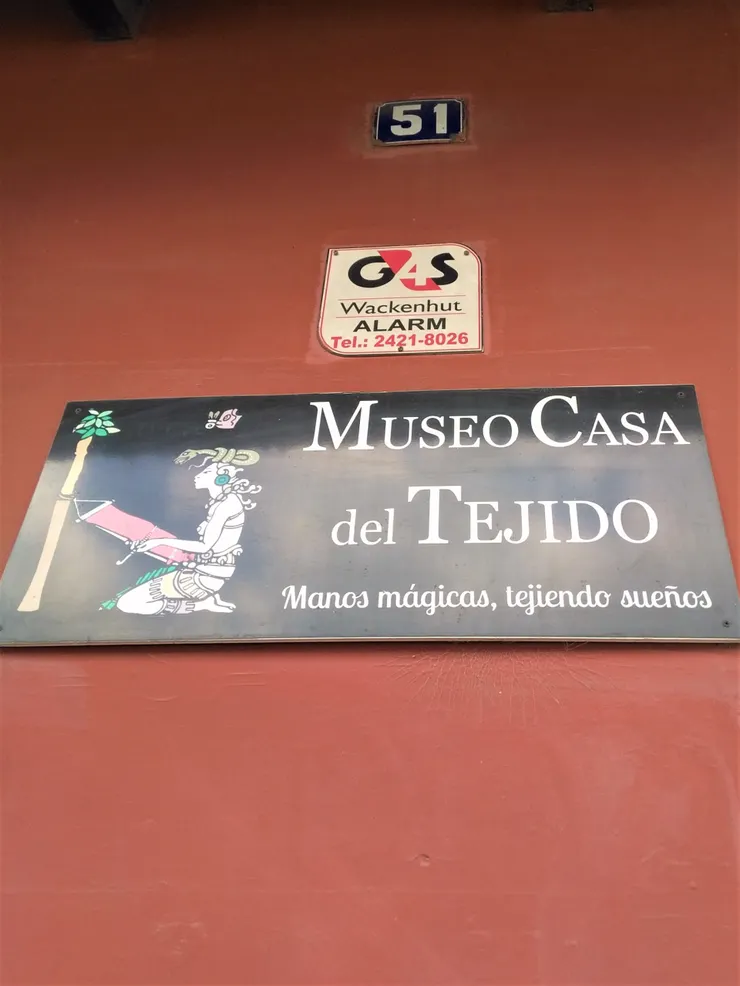 51
G4S
Wackenhut
ALARM
Tel.: 2421-8026
MUSEO CASA
del TEJIDO
Manos mágicas, tejiendo sueños